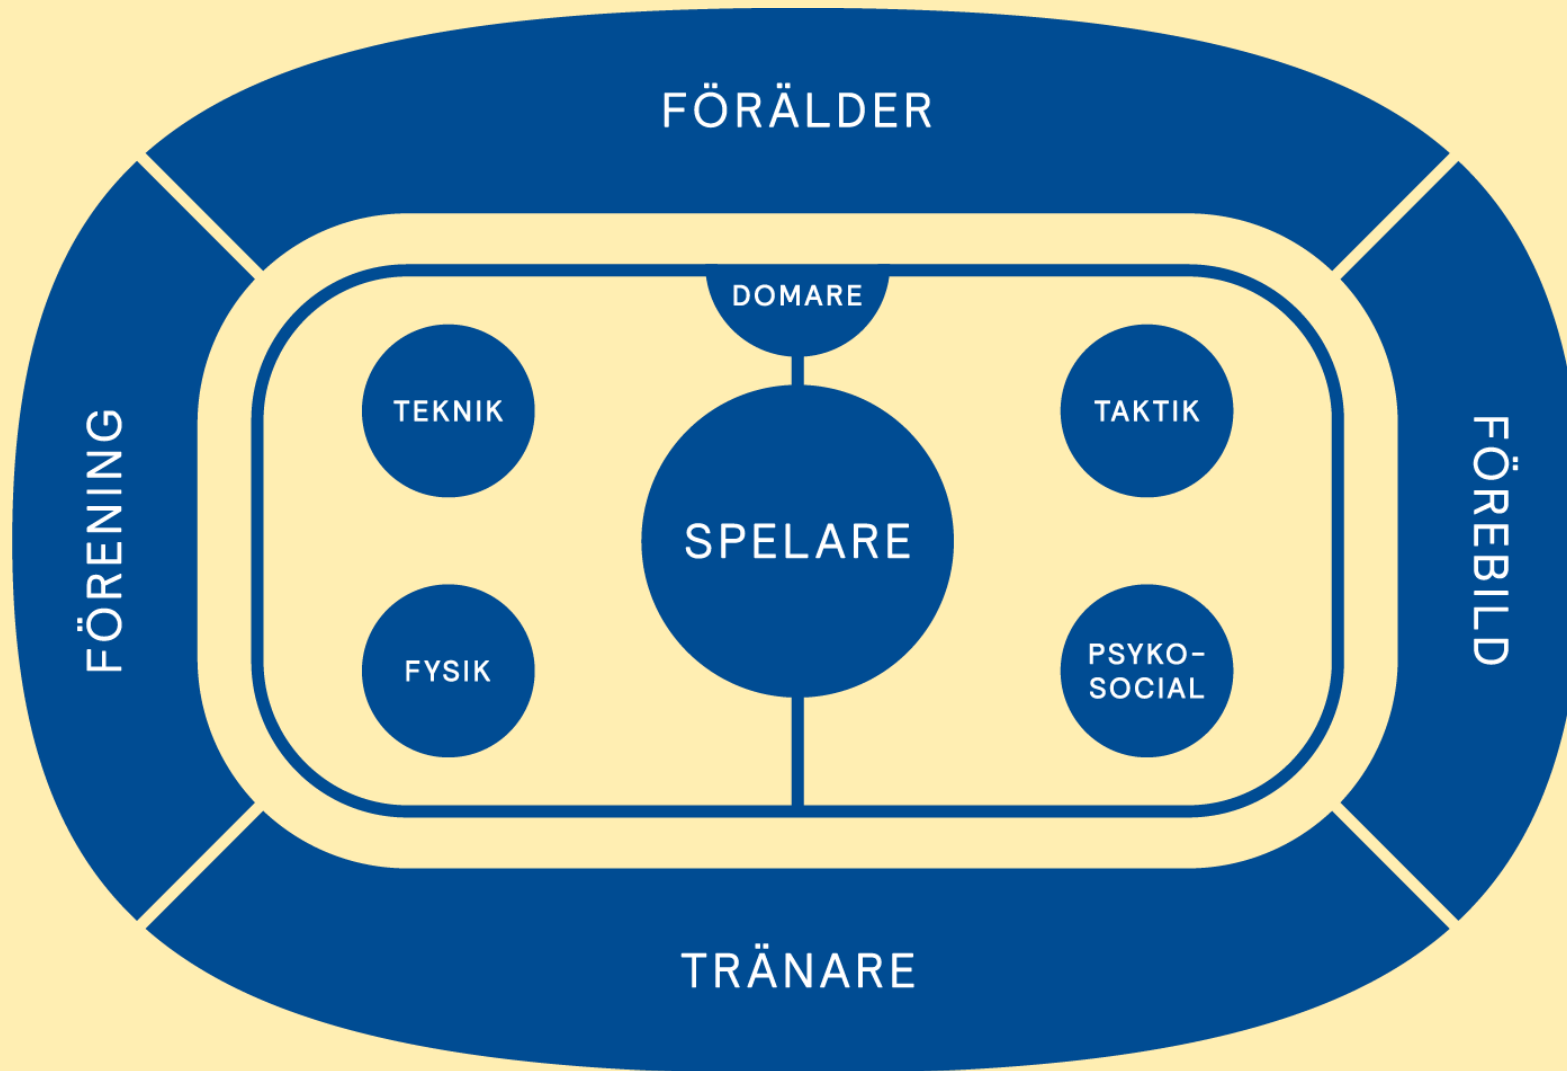 FÖRÄLDER
DOMARE
TEKNIK
TAKTIK
FÖRENING
SPELARE
FÖREBILD
FYSIK
PSYKO-
SOCIAL
TRÄNARE